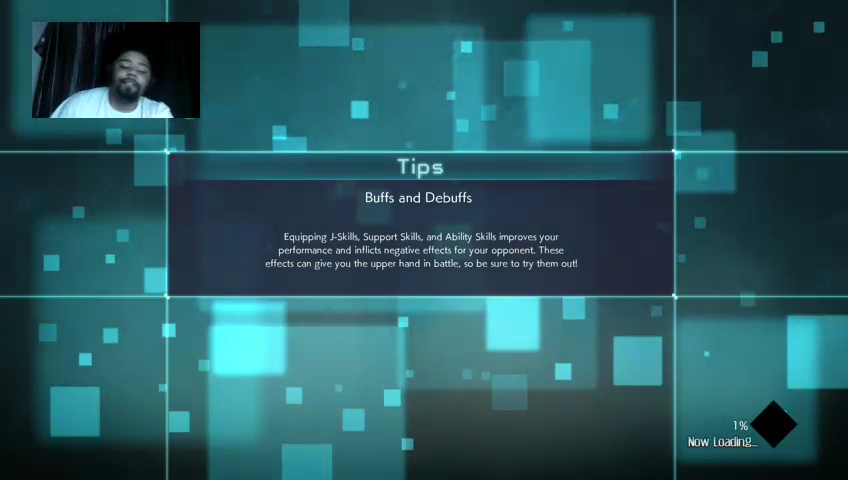 Tips
Buffs and Debuffs
Equipping J-Skills, Support Skills, and Ability Skills improves your
performance and inflicts negative effects for your opponent. These
effects can give you the upper hand in battle, so be sure to try them out!
1%
Now Loading...